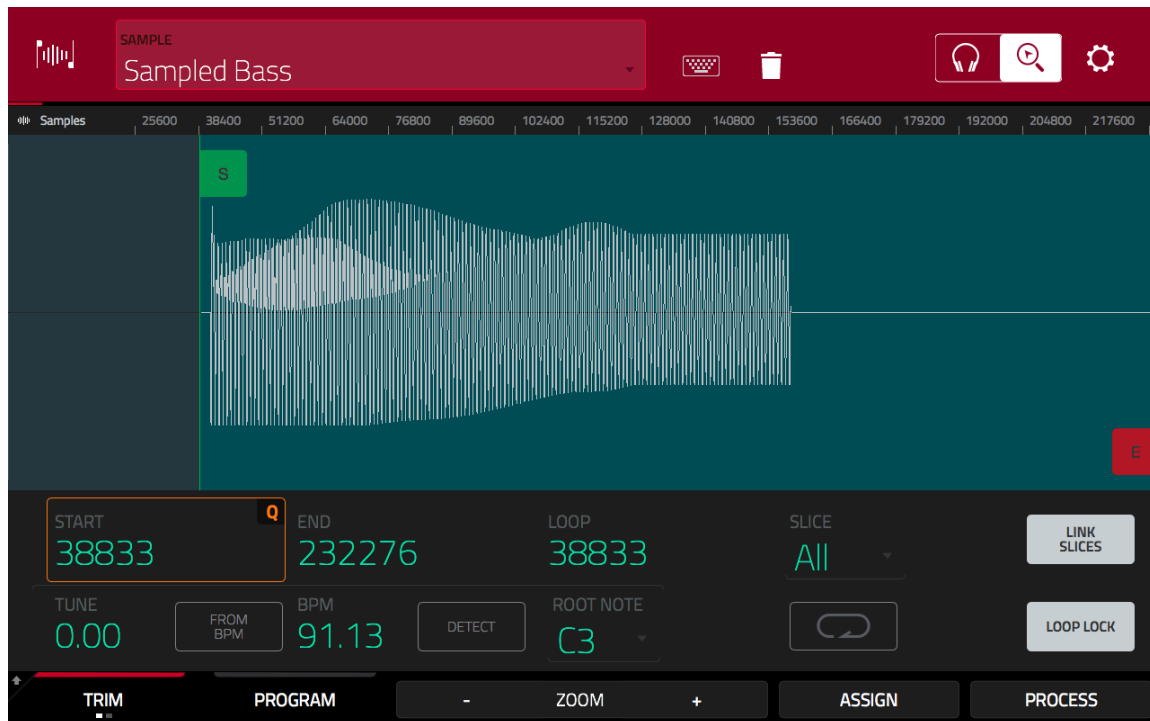 SAMPLE
Sampled Bass
Samples 25600 38400 51200 64000 76800 89600 102400 115200 128000 140800 153600 166400 179200 192000 204800 217600
S
E
START Q END LOOP SLICE LINK SLICES
38833 232276 38833 All
TUNE FROM BPM BPM DETECT ROOT NOTE LOOP LOCK
0.00 91.13 C3
TRIM PROGRAM - ZOOM + ASSIGN PROCESS